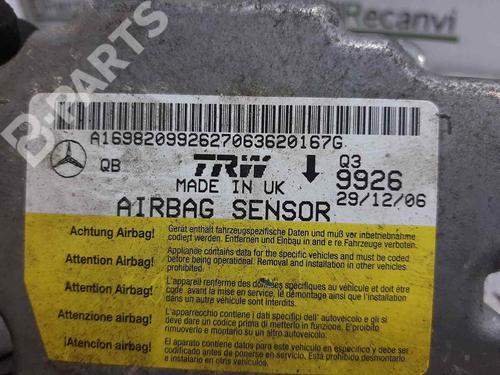 Recanvi
B-PARTS
A1698209926270636201 67G
QB
TRW
Q3
MADE IN UK
9926
29/12/06
AIRBAG SENSOR
Achtung Airbag!
Gerät enthält fahrzeugspezifische Daten und muß vor Inbetriebnahme
codiert werden. Entfernen und Einbau in andere Fahrzeuge verboten.
Attention Airbag!
Appliance contains data for the specific vehicles and must be coded
before being operational. Removal and installation in other vehicles
prohibited.
Attention Airbag!
L'appareil renferme des données spécifiques au véhicule et doit être
codé avant la mise en service. le démontage ainsi que l'installation
dans un autre véhicule sont interdits.
Attenzione airbag!
L'apparecchio contiene i dati specifici dell' autoveicolo e gli si
deve dare un codice prima di metterlo in funzione. E' proibito
rimuoverlo o montarlo su un altro autoveicolo.
¡Atencíon airbag!
El aparato contiene datos para este vehículo en especial y debe ser
codificado antes de ponerse en servicio. Prohibido desmontarlo e
instalarlo en otros vehículos.